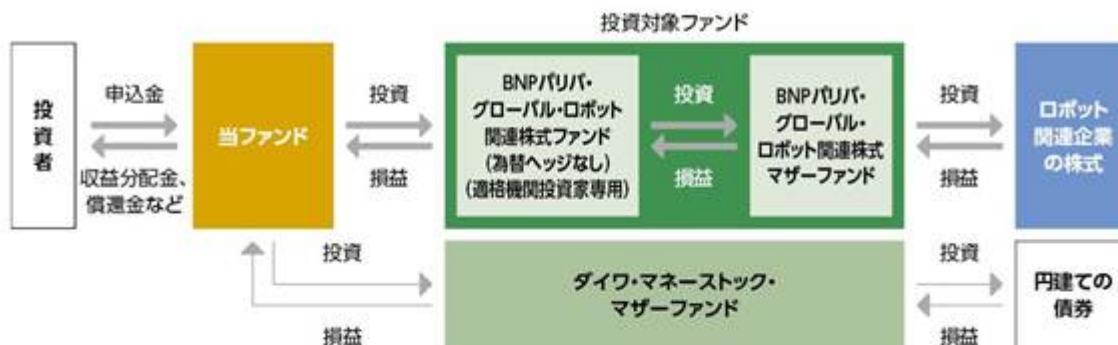 投資対象ファンド
投資者
申込金
収益分配金、
償還金など
当ファンド
投資
損益
BNPパリバ・
グローバル・ロボット
関連株式ファンド
(為替ヘッジなし)
(適格機関投資家専用)
投資
損益
BNPパリバ・
グローバル・
ロボット関連株式
マザーファンド
投資
損益
ロボット
関連企業
の株式
投資
損益
ダイワ・マネーストック・
マザーファンド
投資
損益
円建ての
債券